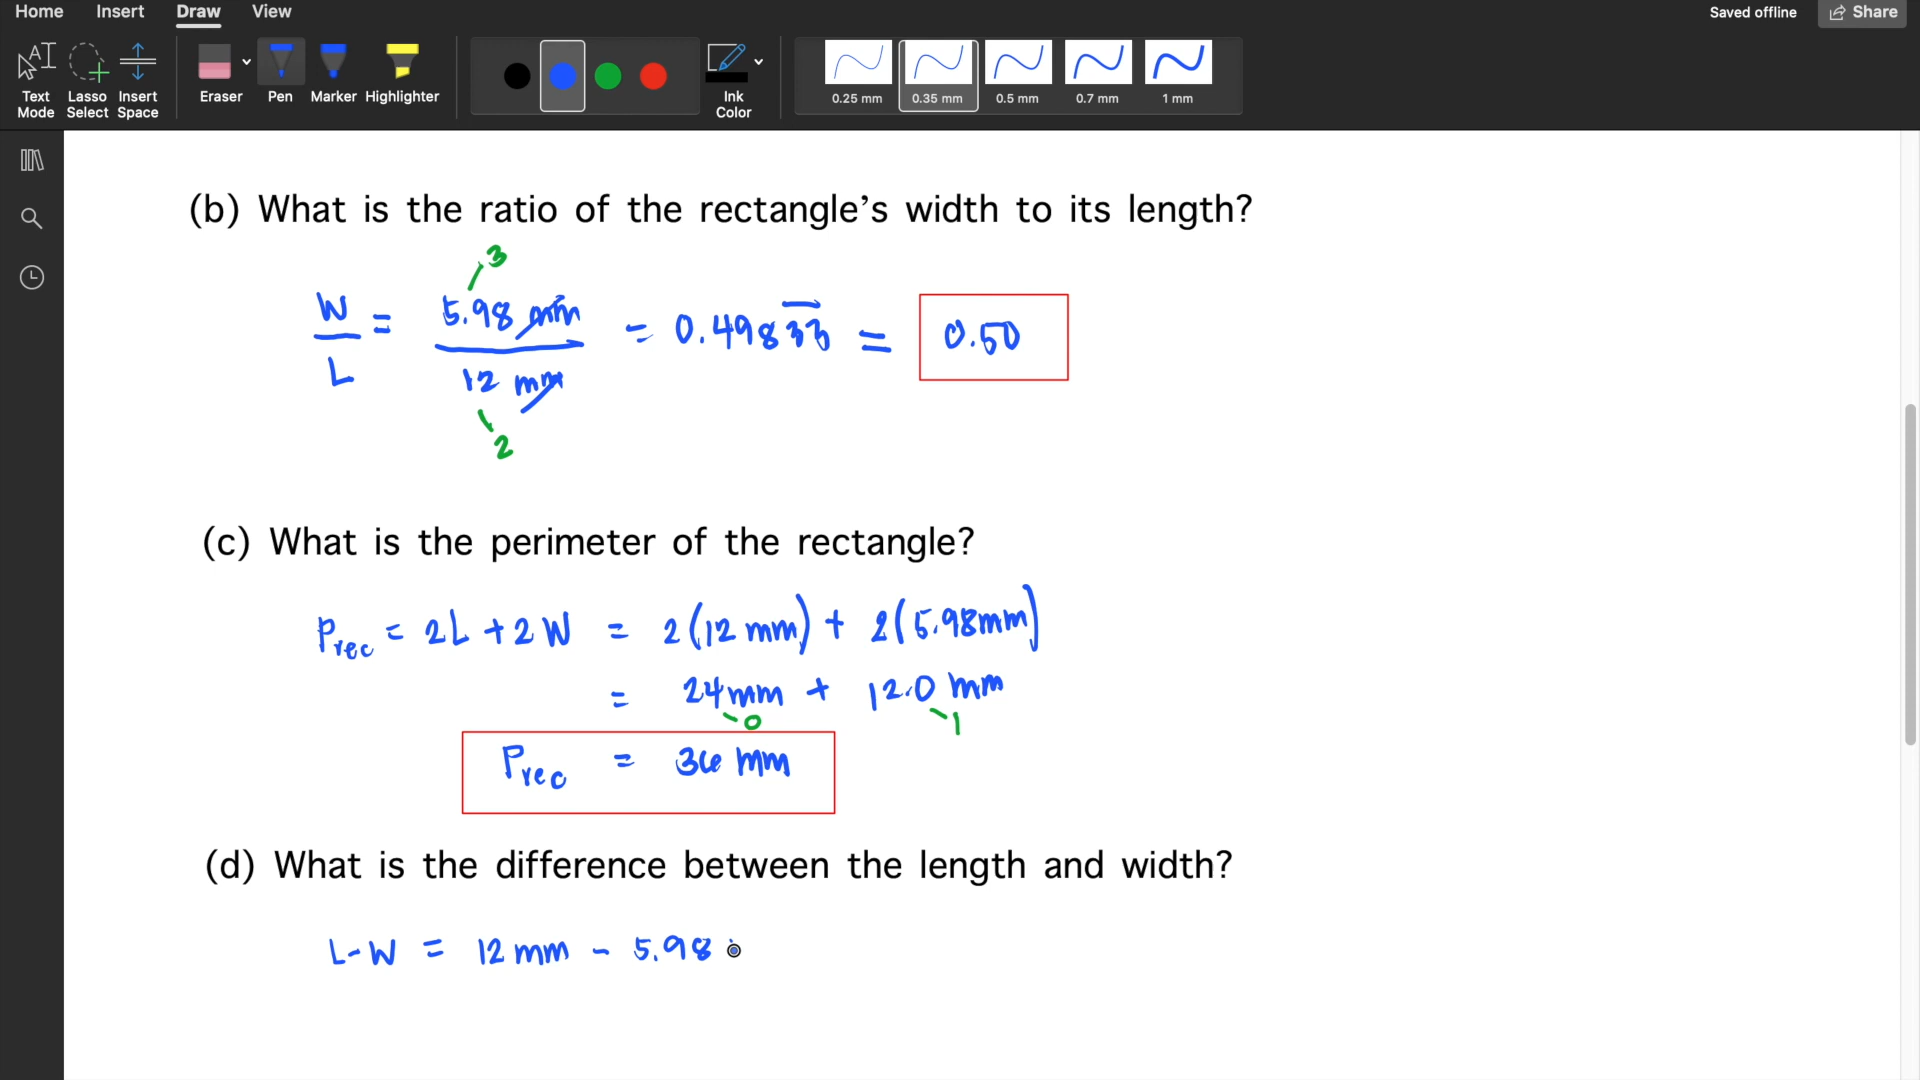 Home Insert Draw View Saved offline Share
Text Mode Lasso Select Insert Space Eraser Pen Marker Highlighter Ink Color 0.25 mm 0.35 mm 0.5 mm 0.7 mm 1 mm
(b) What is the ratio of the rectangle's width to its length?
3
W/L = 5.98 mm / 12 mm = 0.49833 = 0.50
2
(c) What is the perimeter of the rectangle?
Prec = 2L + 2W = 2(12 mm) + 2(5.98mm)
= 24mm + 12.0 mm
0 1
Prec = 36 mm
(d) What is the difference between the length and width?
L-W = 12 mm - 5.98